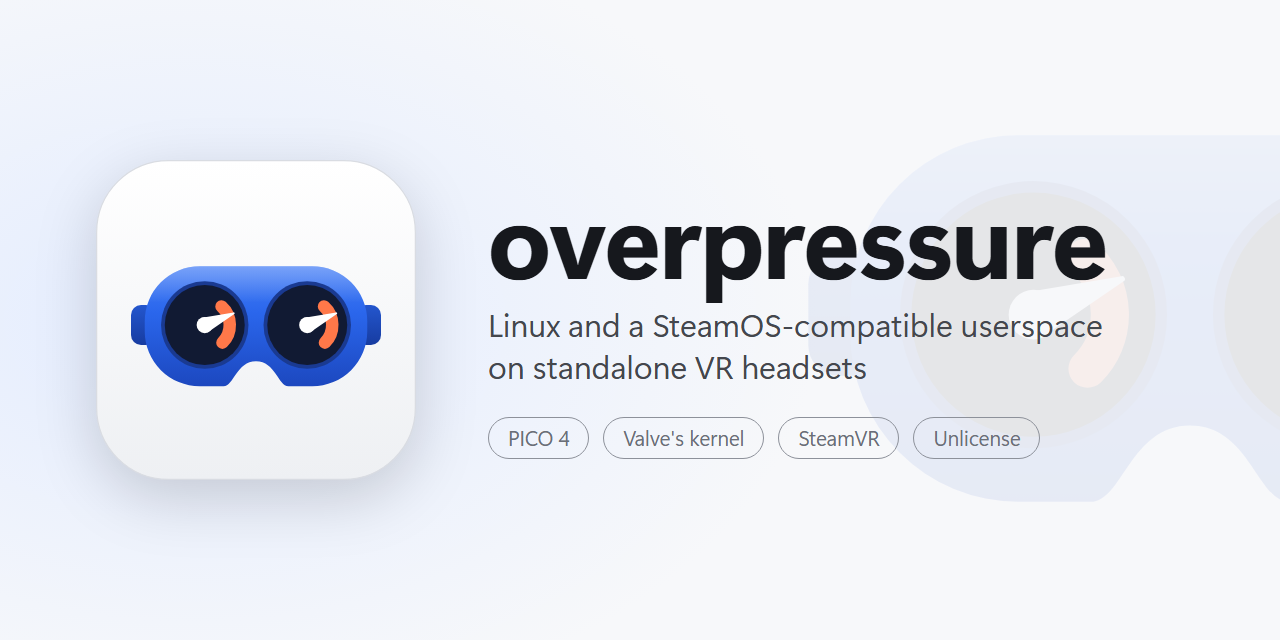 overpressure
Linux and a SteamOS-compatible userspace
on standalone VR headsets
PICO 4
Valve's kernel
SteamVR
Unlicense